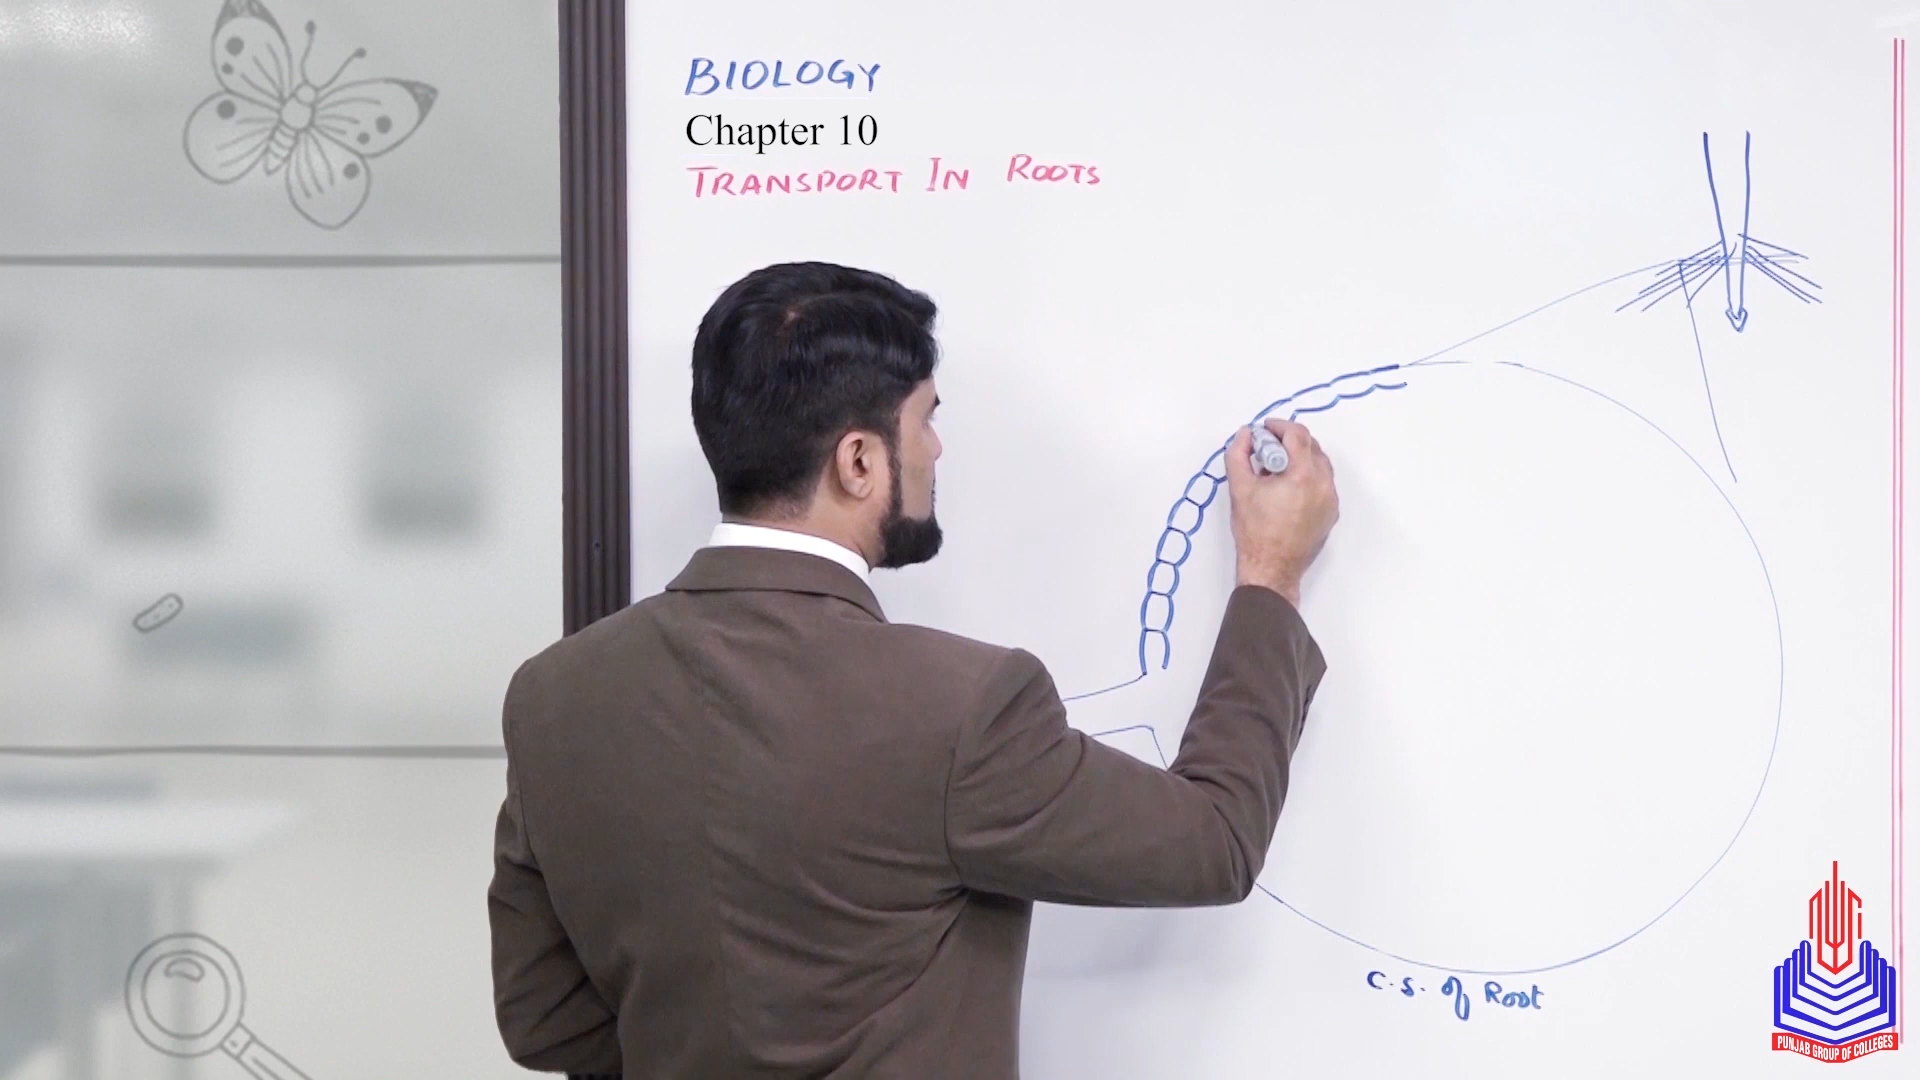 BIOLOGY
Chapter 10
TRANSPORT IN ROOTS
C.S. of Root
PUNJAB GROUP OF COLLEGES